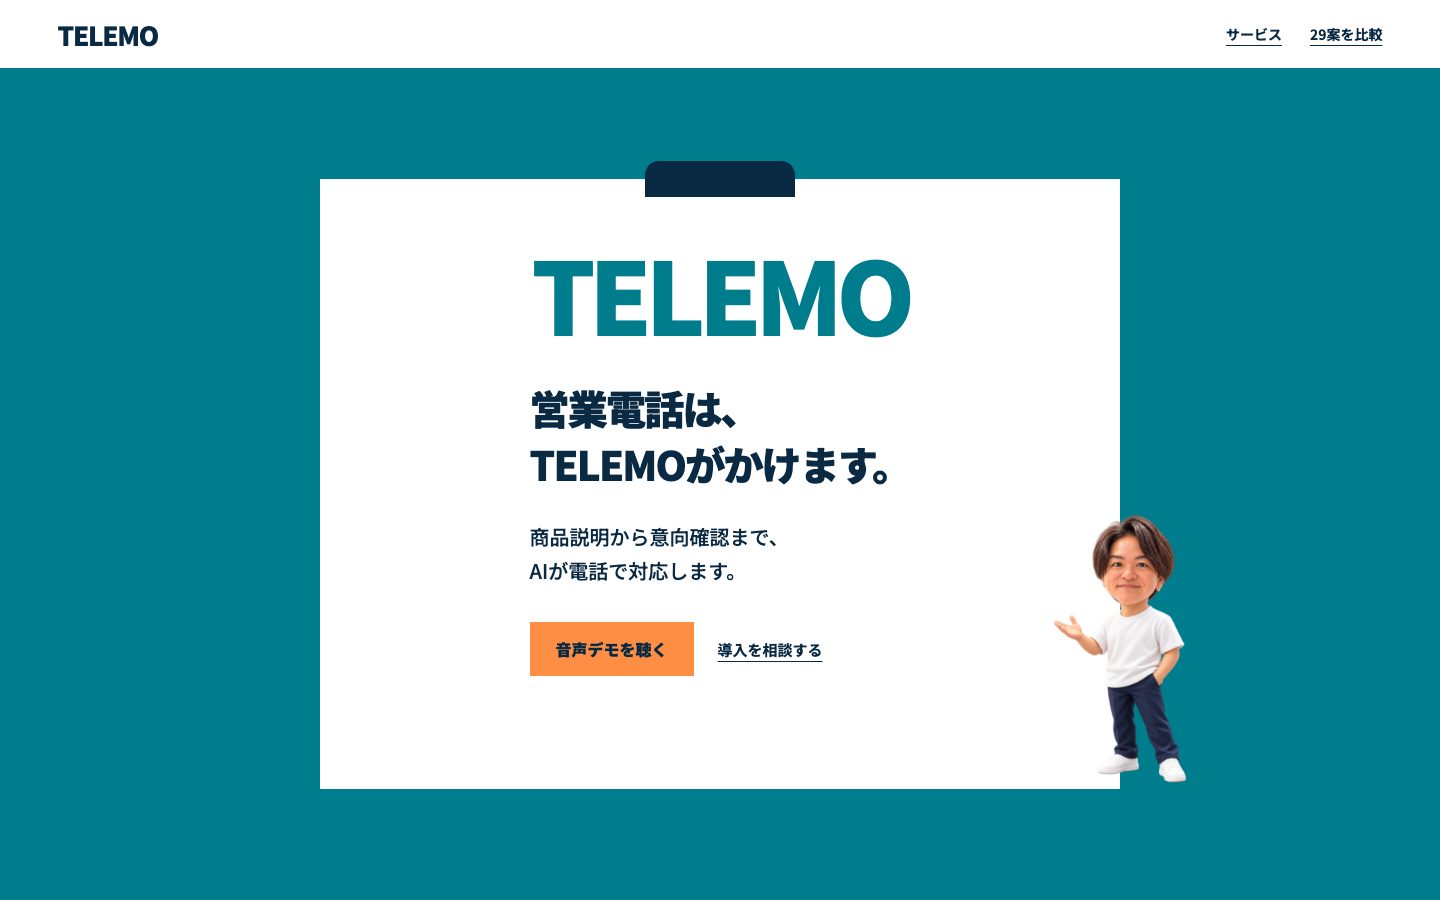 TELEMO
サービス
29案を比較
TELEMO
営業電話は、
TELEMOがかけます。
商品説明から意向確認まで、
AIが電話で対応します。
音声デモを聴く
導入を相談する